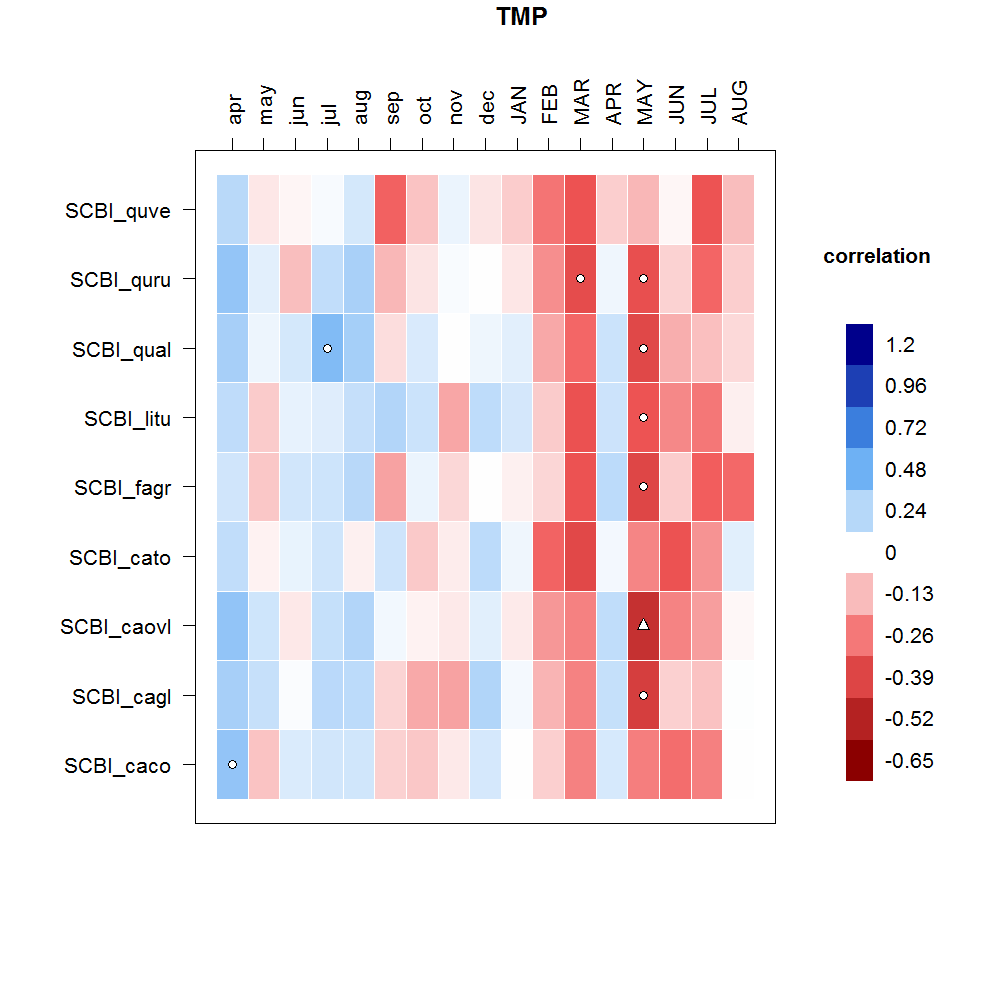 TMP
apr may jun jul aug sep oct nov dec JAN FEB MAR APR MAY JUN JUL AUG
SCBI_quve
SCBI_quru
SCBI_qual
SCBI_litu
SCBI_fagr
SCBI_cato
SCBI_caovl
SCBI_cagl
SCBI_caco
correlation
1.2
0.96
0.72
0.48
0.24
0
-0.13
-0.26
-0.39
-0.52
-0.65